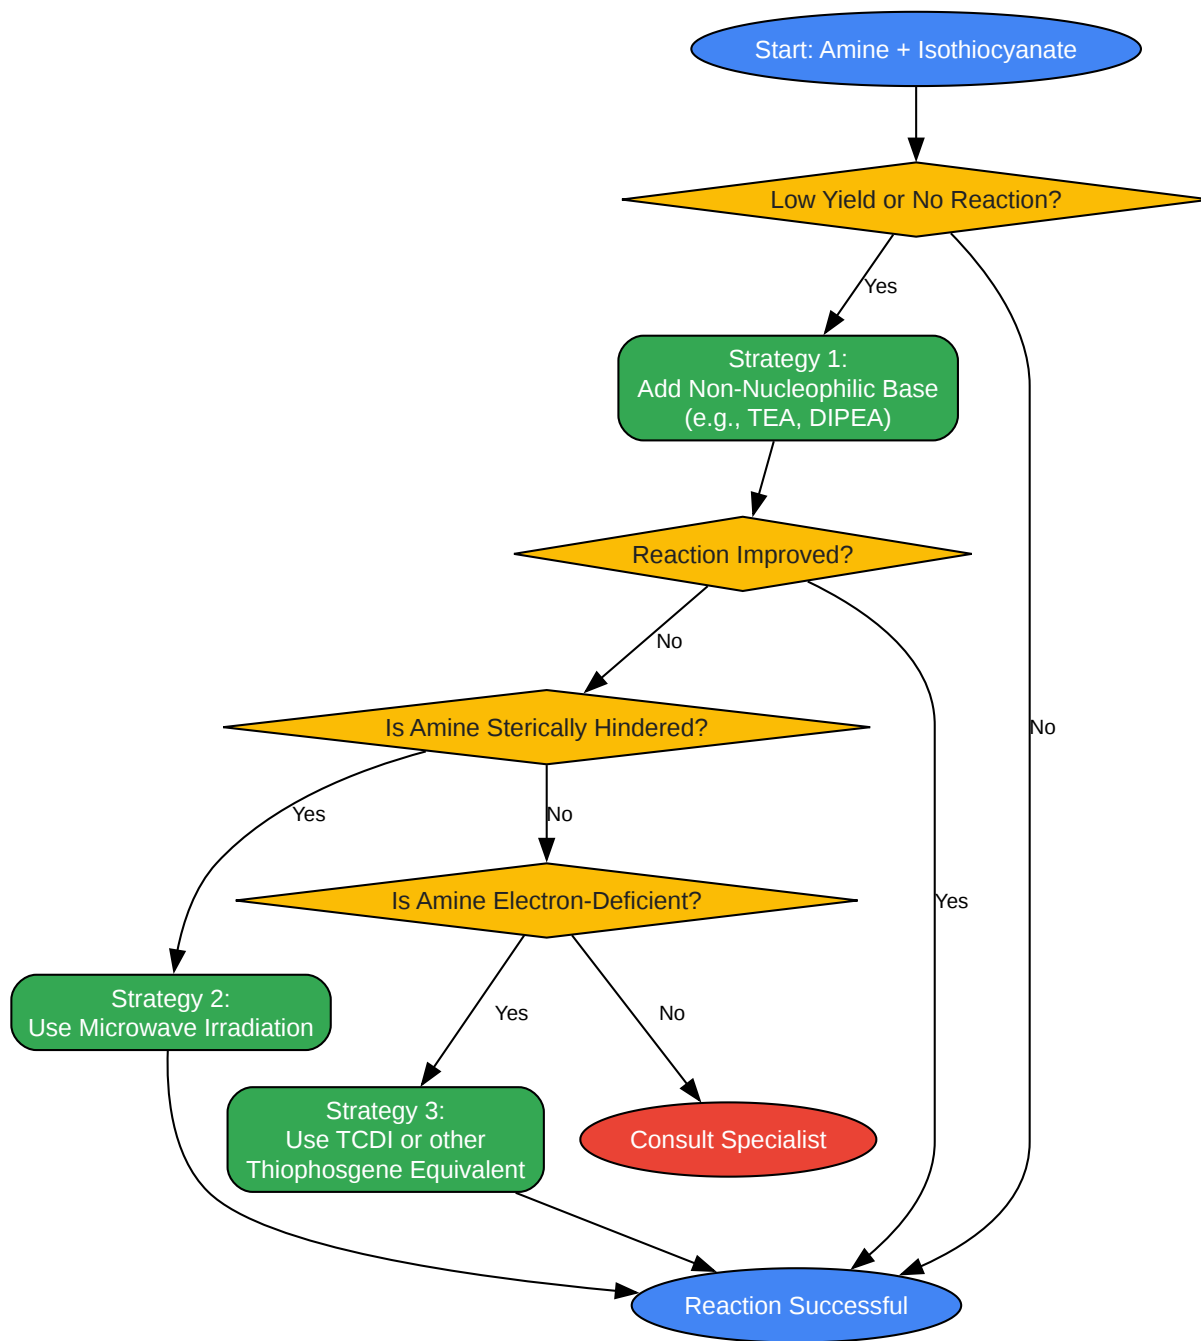 Start: Amine + Isothiocyanate
Low Yield or No Reaction?
Yes
Strategy 1:
Add Non-Nucleophilic Base
(e.g., TEA, DIPEA)
Reaction Improved?
No
Is Amine Sterically Hindered?
No
Yes
No
Is Amine Electron-Deficient?
Yes
Strategy 2:
Use Microwave Irradiation
Yes
No
Strategy 3:
Use TCDI or other
Thiophosgene Equivalent
Consult Specialist
Reaction Successful